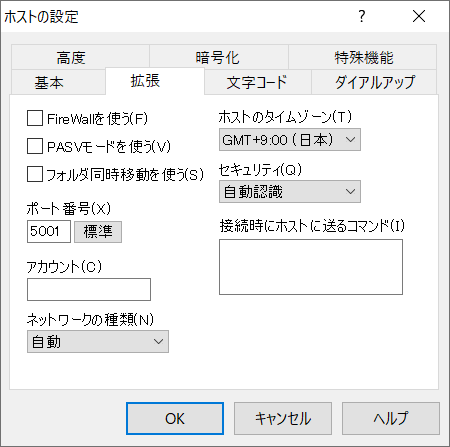 ホストの設定
高度
暗号化
特殊機能
基本
拡張
文字コード
ダイアルアップ
FireWallを使う(F)
PASVモードを使う(V)
フォルダ同時移動を使う(S)
ポート番号(X)
5001
標準
アカウント(C)
ネットワークの種類(N)
自動
ホストのタイムゾーン(T)
GMT+9:00 (日本)
セキュリティ(Q)
自動認識
接続時にホストに送るコマンド(I)
OK
キャンセル
ヘルプ